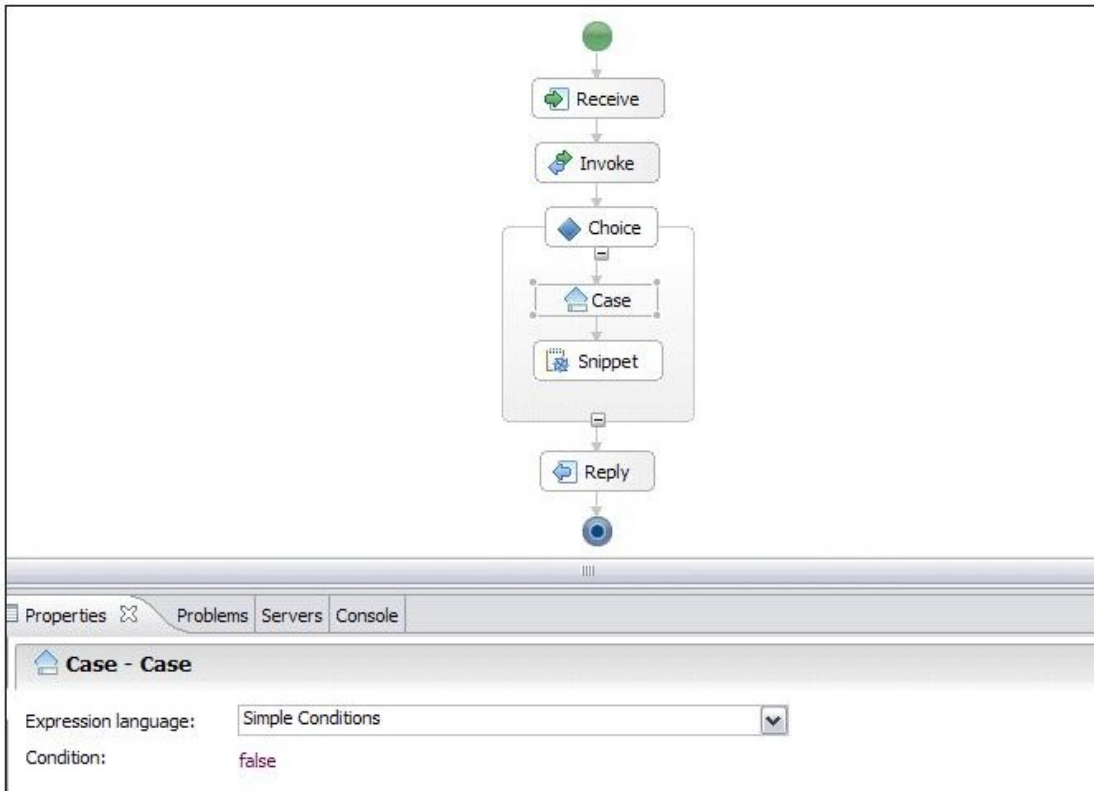 Receive
Invoke
Choice
Case
Snippet
Reply
Properties Problems Servers Console
Case - Case
Expression language: Simple Conditions
Condition: false